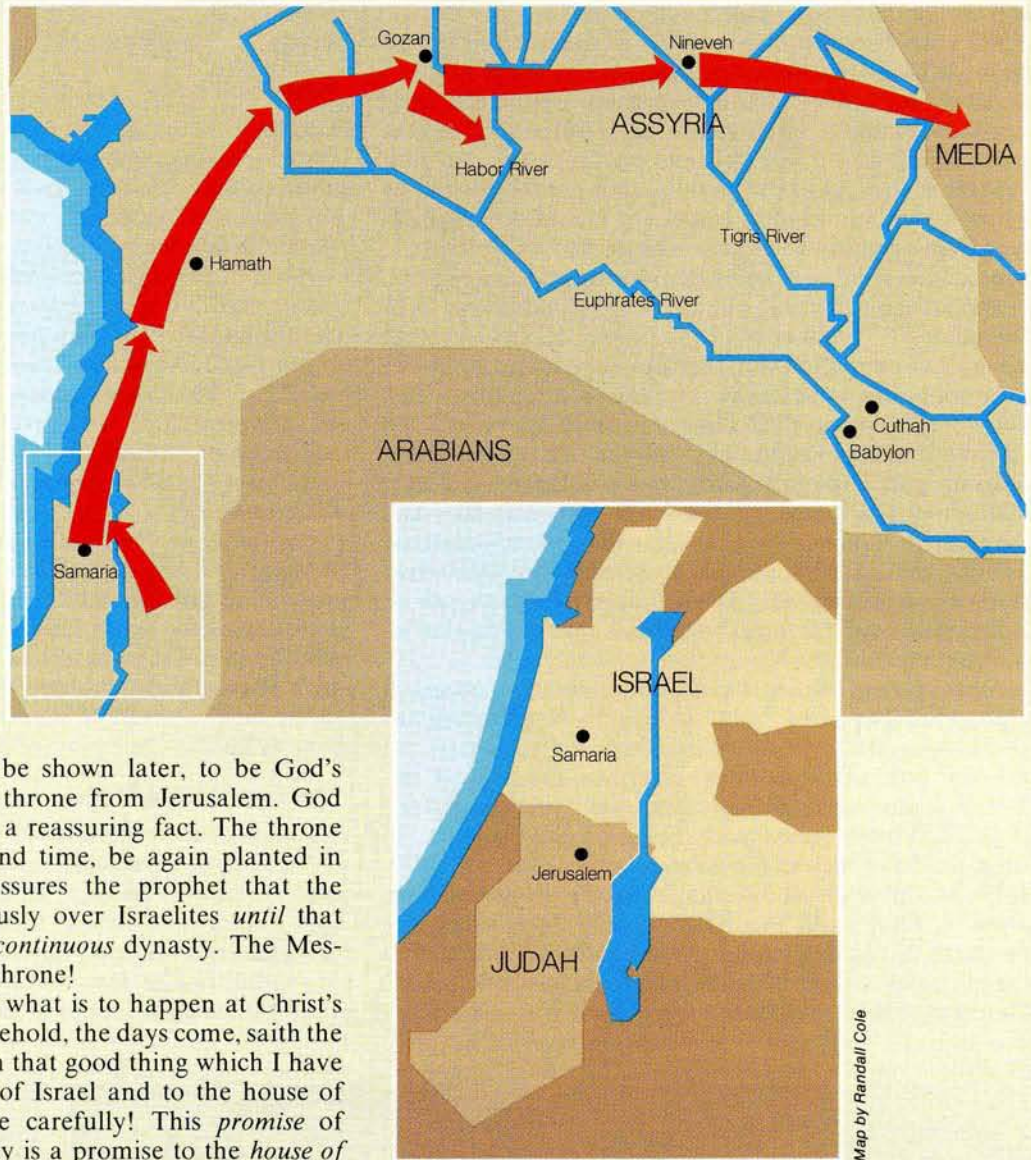 Gozan
Nineveh
ASSYRIA
MEDIA
Habor River
Hamath
Tigris River
Euphrates River
ARABIANS
Cuthah
Babylon
Samaria
ISRAEL
Samaria
Jerusalem
JUDAH
Map by Randall Cole
be shown later, to be God's
throne from Jerusalem. God
a reassuring fact. The throne
nd time, be again planted in
ssures the prophet that the
usly over Israelites until that
continuous dynasty. The Mes-
hrone!
what is to happen at Christ's
ehold, the days come, saith the
n that good thing which I have
of Israel and to the house of
e carefully! This promise of
y is a promise to the house of